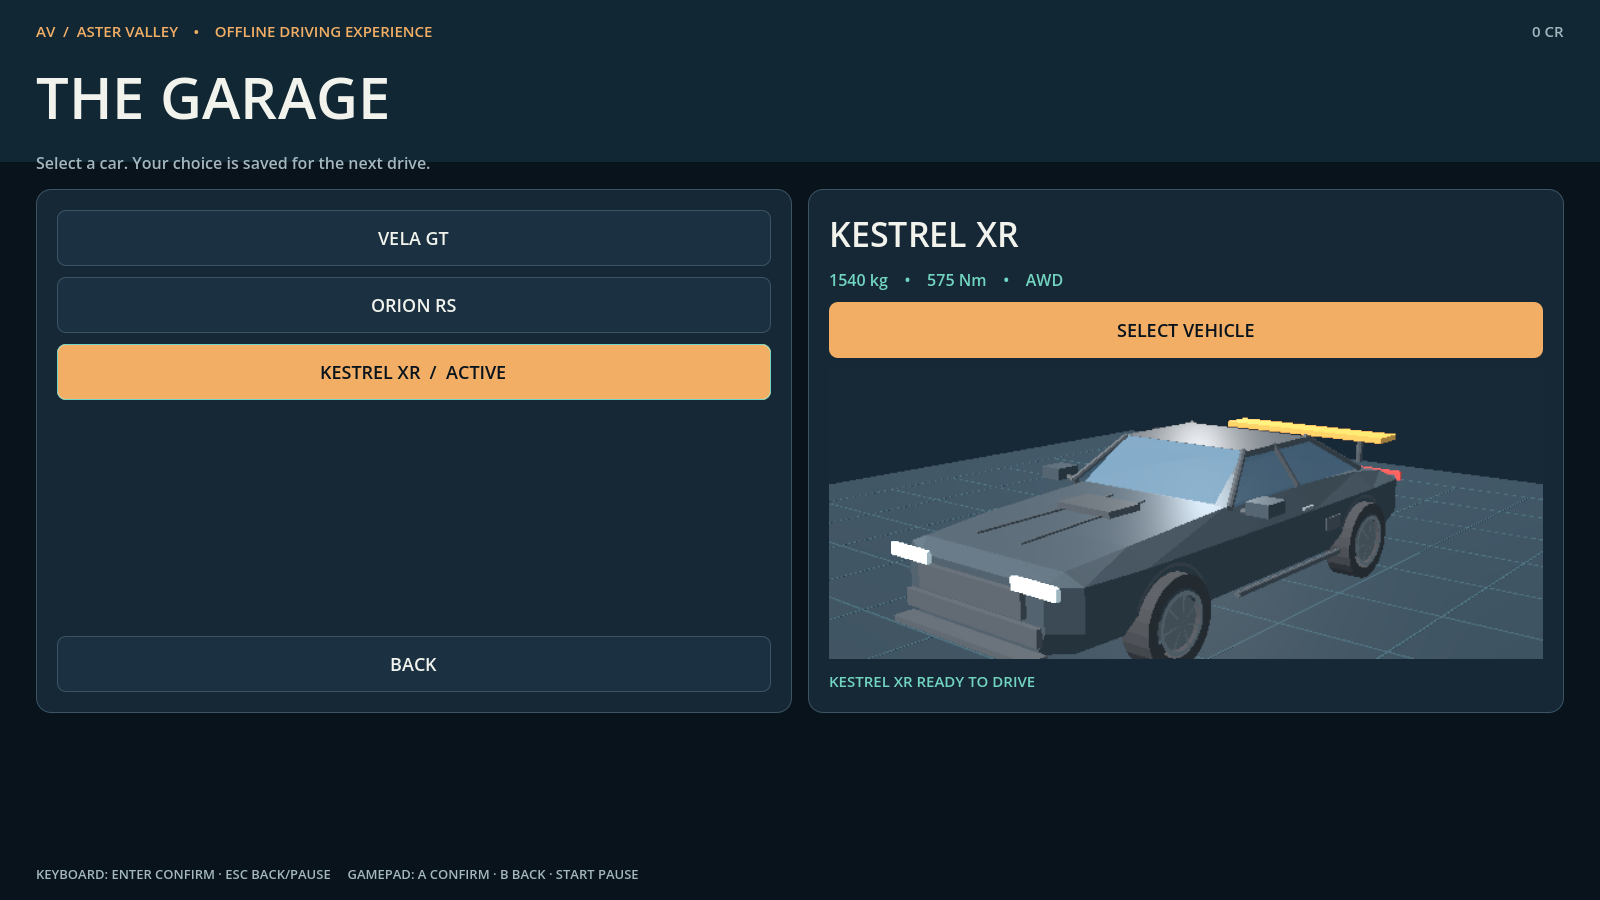 AV / ASTER VALLEY • OFFLINE DRIVING EXPERIENCE
0 CR
THE GARAGE
Select a car. Your choice is saved for the next drive.
VELA GT
ORION RS
KESTREL XR / ACTIVE
BACK
KESTREL XR
1540 kg • 575 Nm • AWD
SELECT VEHICLE
KESTREL XR READY TO DRIVE
KEYBOARD: ENTER CONFIRM · ESC BACK/PAUSE GAMEPAD: A CONFIRM · B BACK · START PAUSE